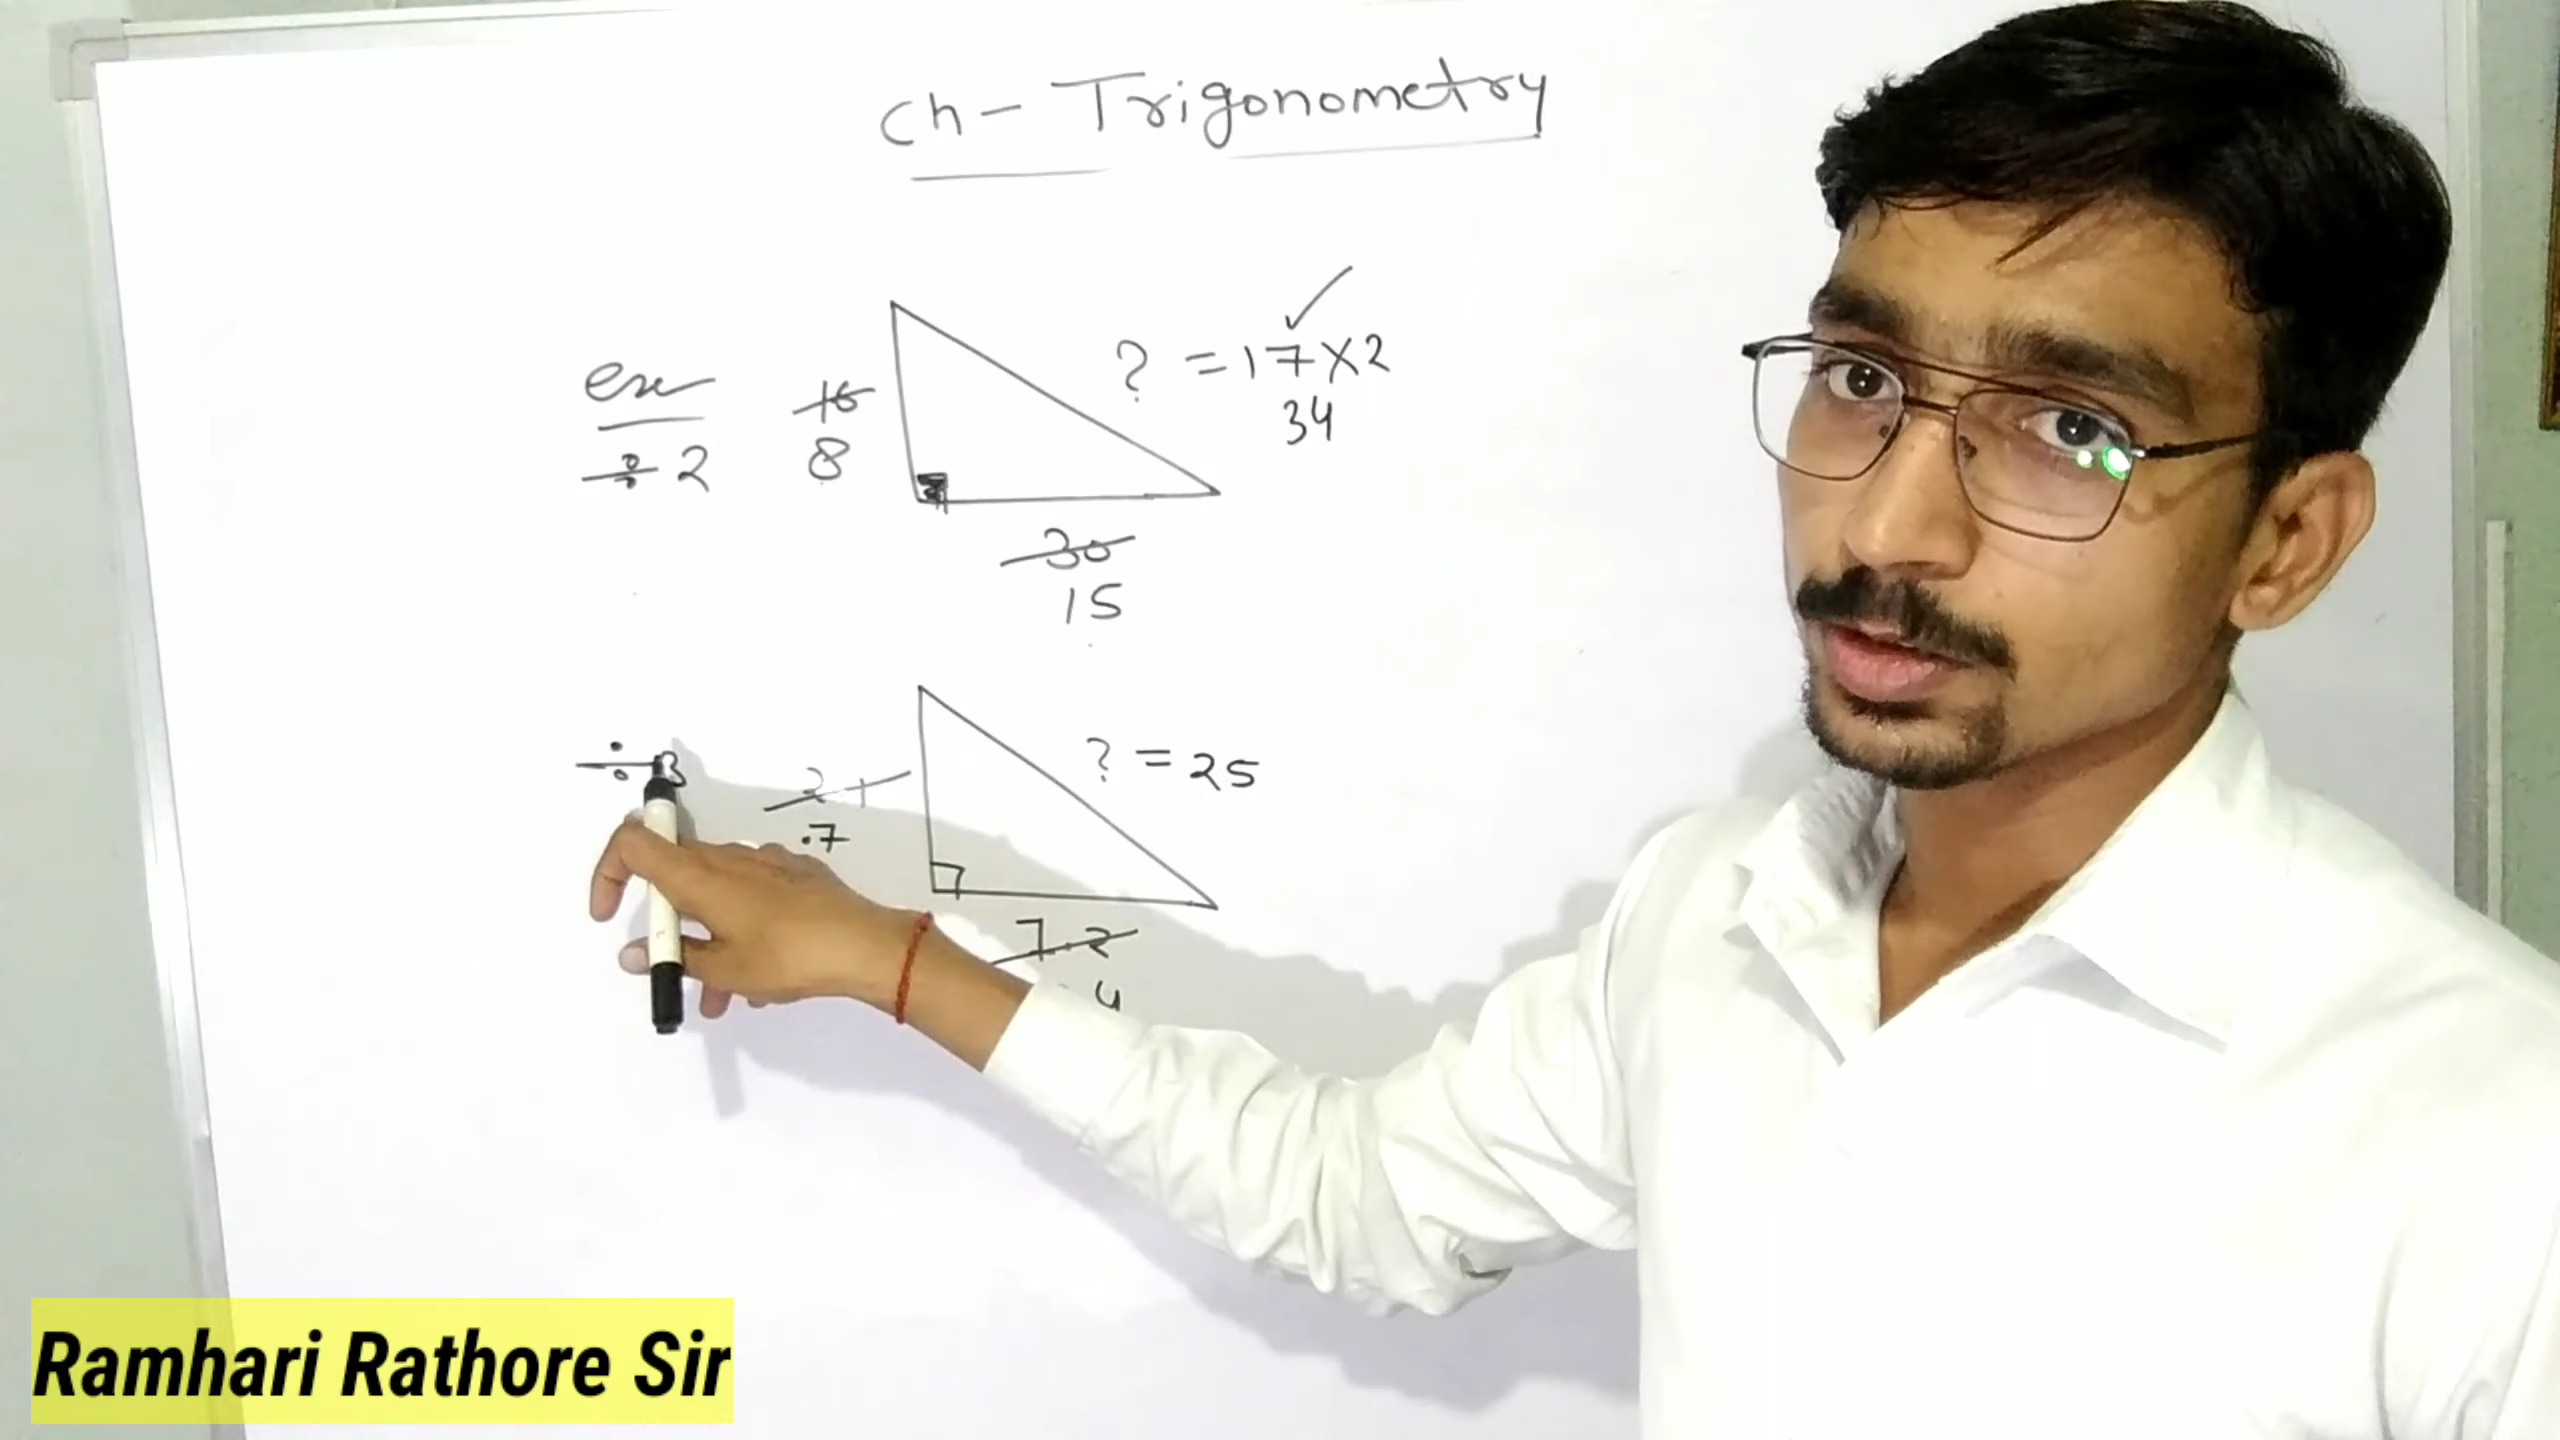 Ch - Trigonometry
ex
÷ 2
16
8
? = 17 X 2
34
30
15
÷ 3
21
7
? = 25
72
4
Ramhari Rathore Sir